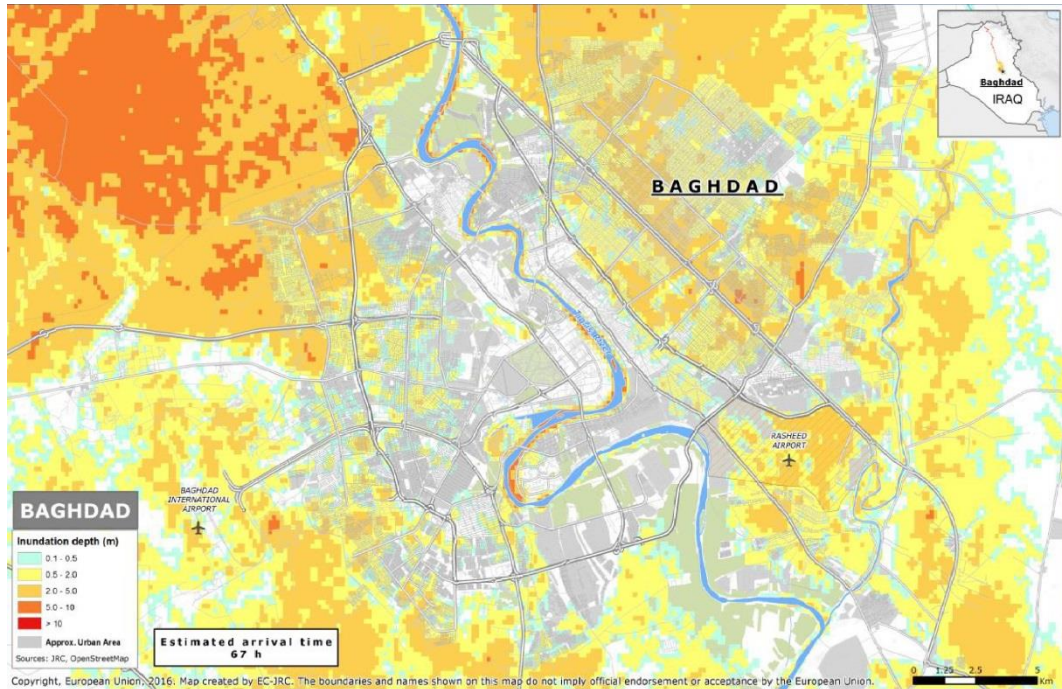 Baghdad
IRAQ
BAGHDAD
RASHEED
AIRPORT
BAGHDAD
INTERNATIONAL
AIRPORT
BAGHDAD
Inundation depth (m)
0.1 - 0.5
0.5 - 2.0
2.0 - 5.0
5.0 - 10
> 10
Approx. Urban Area
Sources: JRC, OpenStreetMap
Estimated arrival time
67 h
0 1.25 2.5 5
Km
Copyright, European Union, 2016. Map created by EC-JRC. The boundaries and names shown on this map do not imply official endorsement or acceptance by the European Union.